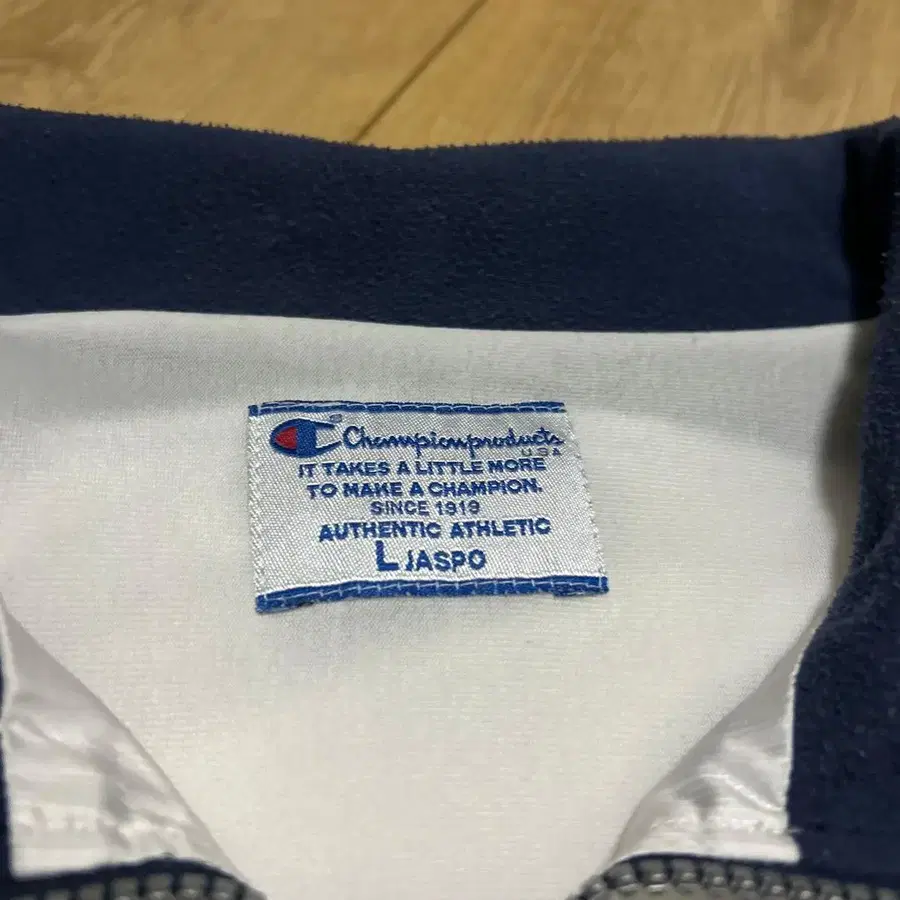 Championproducts
USA
IT TAKES A LITTLE MORE
TO MAKE A CHAMPION.
SINCE 1919
AUTHENTIC ATHLETIC
L JASPO